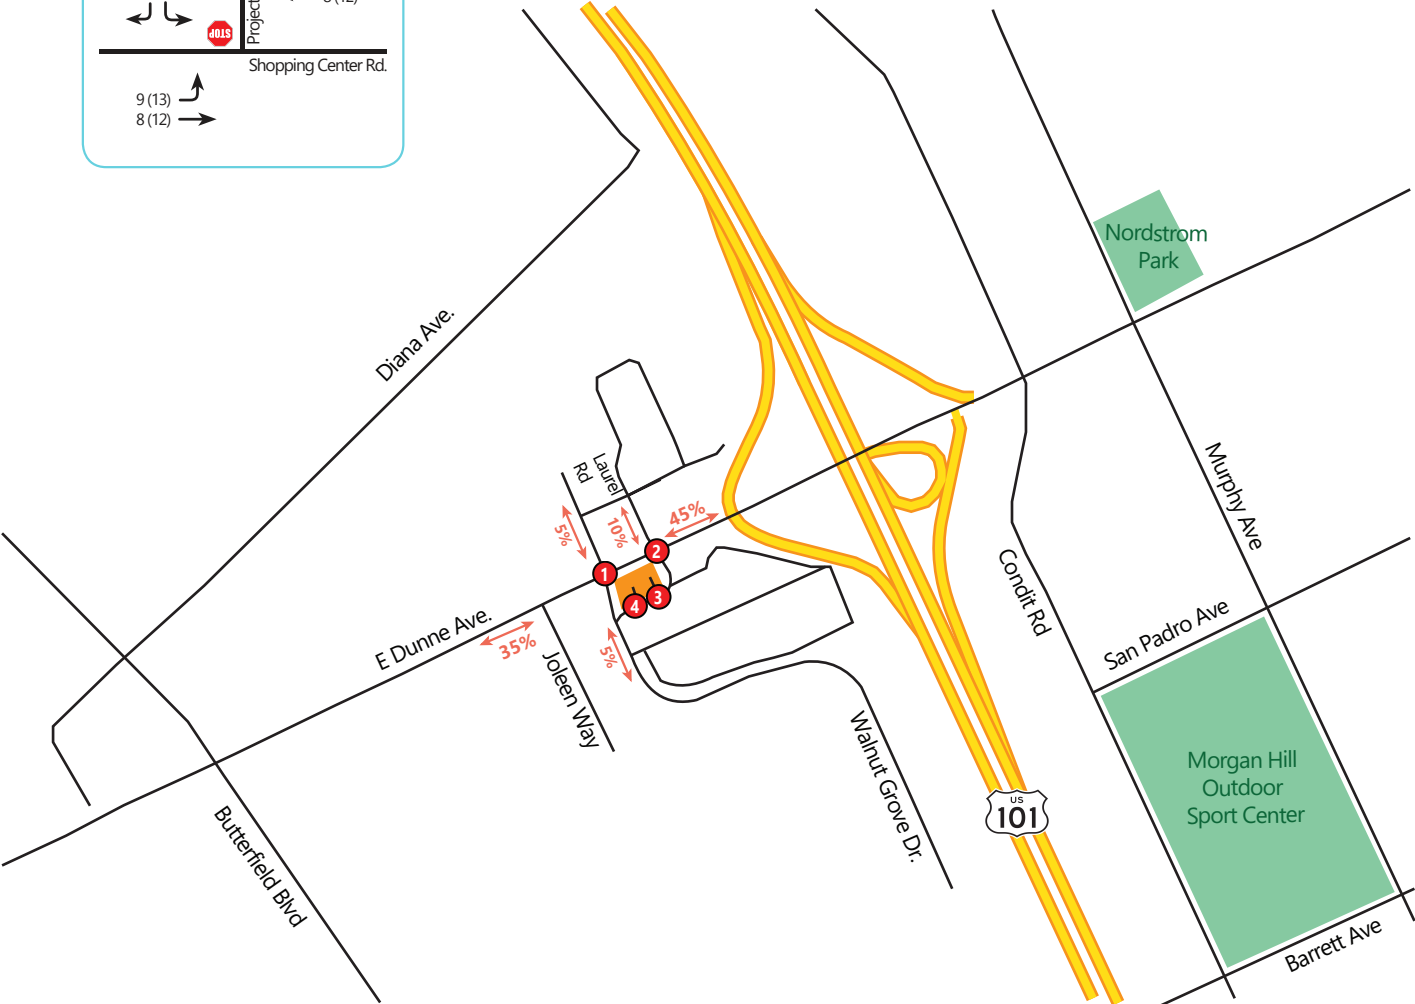 STOP
Project
Shopping Center Rd.
9 (13)
8 (12)
Diana Ave.
Nordstrom
Park
Laurel
Rd
5%
10%
45%
1
2
3
4
E Dunne Ave.
35%
5%
Joleen Way
Murphy Ave
Condit Rd
San Padro Ave
Walnut Grove Dr.
Butterfield Blvd
US
101
Morgan Hill
Outdoor
Sport Center
Barrett Ave